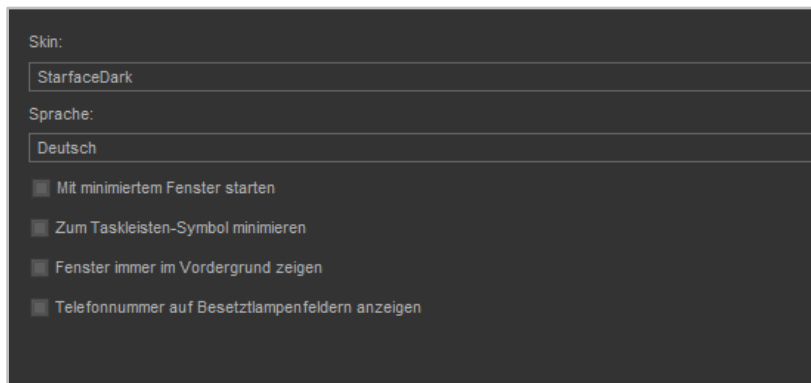 Skin:
StarfaceDark
Sprache:
Deutsch
Mit minimiertem Fenster starten
Zum Taskleisten-Symbol minimieren
Fenster immer im Vordergrund zeigen
Telefonnummer auf Besetztlampenfeldern anzeigen